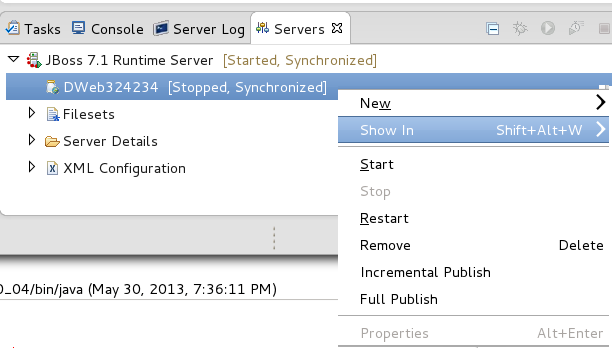 Tasks Console Server Log Servers
JBoss 7.1 Runtime Server [Started, Synchronized]
DWeb324234 [Stopped, Synchronized]
Filesets
Server Details
XML Configuration
New
Show In Shift+Alt+W
Start
Stop
Restart
Remove Delete
Incremental Publish
Full Publish
Properties Alt+Enter
0_04/bin/java (May 30, 2013, 7:36:11 PM)